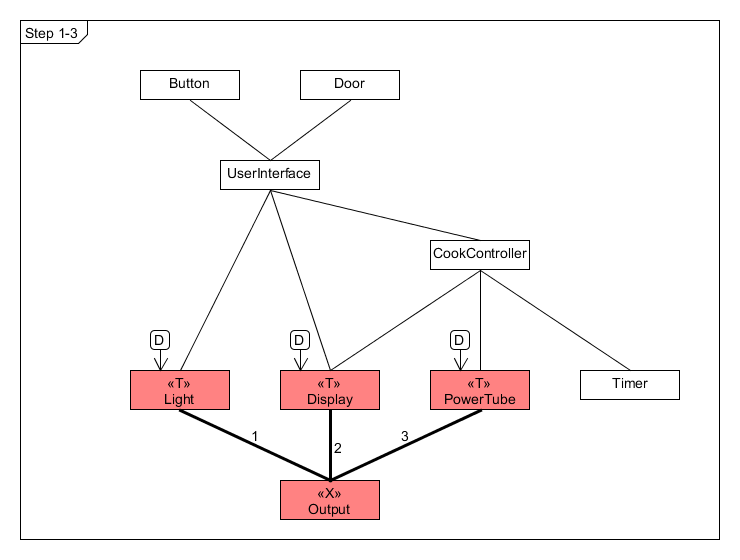 Step 1-3
Button
Door
UserInterface
CookController
D
D
D
«T»
Light
«T»
Display
«T»
PowerTube
Timer
1
2
3
«X»
Output